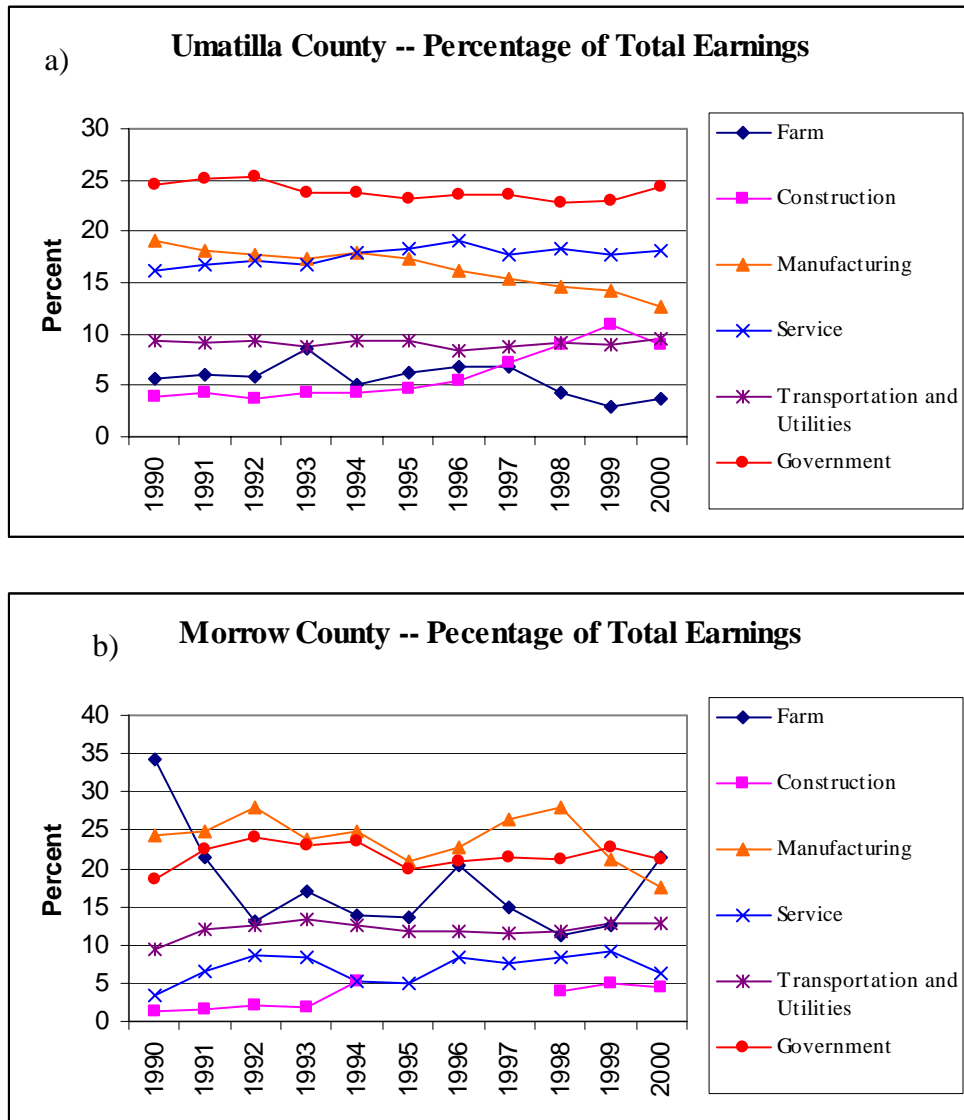 a)
Umatilla County -- Percentage of Total Earnings
30
25
20
15
10
5
0
Percent
1990
1991
1992
1993
1994
1995
1996
1997
1998
1999
2000
Farm
Construction
Manufacturing
Service
Transportation and
Utilities
Government
b)
Morrow County -- Pecentage of Total Earnings
40
35
30
25
20
15
10
5
0
Percent
1990
1991
1992
1993
1994
1995
1996
1997
1998
1999
2000
Farm
Construction
Manufacturing
Service
Transportation and
Utilities
Government